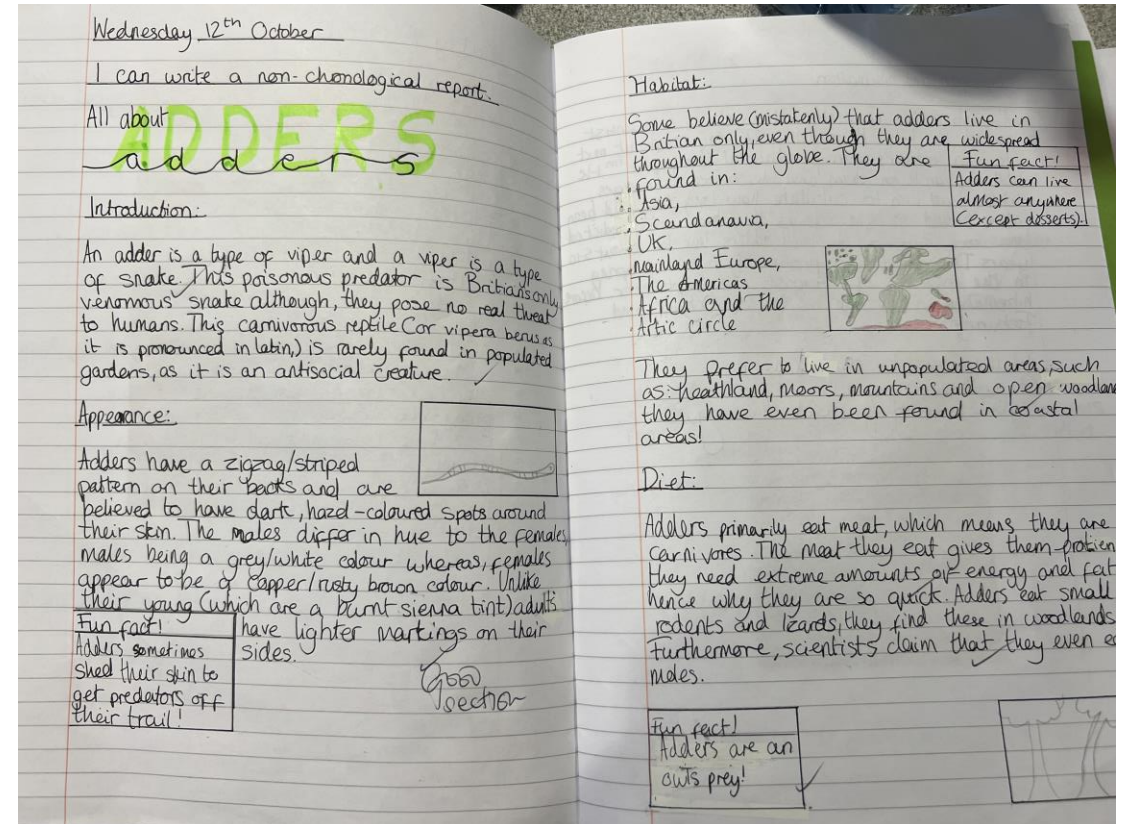 Wednesday 12th October
I can write a non-chonological report.
All about ADDERS
adders
Introduction:
An adder is a type of viper and a viper is a type
of snake. This poisonous predator is Britians only
venomous snake although, they pose no real threat
to humans. This carnivorous reptile (or vipera berus as
it is pronounced in latin,) is rarely found in populated
gardens, as it is an antisocial creature.
Appearance:
Adders have a zigzag/striped
pattern on their backs and are
believed to have dark, hazel-coloured spots around
their skin. The males differ in hue to the females,
males being a grey/white colour whereas, females
appear to be a copper/rusty brown colour. Unlike
their young (which are a burnt sienna tint) adults
have lighter markings on their
sides.
Fun fact!
Adders sometimes
shed their skin to
get predators off
their trail!
Good
section
Habitat:
Some believe (mistakenly) that adders live in
Britian only, even though they are widespread
throughout the globe. They are
found in:
Asia,
Scandanavia,
UK,
mainland Europe,
The Americas
Africa and the
Artic circle
Fun fact!
Adders can live
almost anywhere
(except desserts).
They prefer to live in unpopulated areas, such
as: heathland, moors, mountains and open woodland
they have even been found in coastal
areas!
Diet:
Adders primarily eat meat, which means they are
carnivores. The meat they eat gives them protien
they need extreme amounts of energy and fat
hence why they are so quick. Adders eat small
rodents and lizards, they find these in woodlands
Furthermore, scientists claim that they even
moles.
Fun fact!
Adders are an
owls prey!